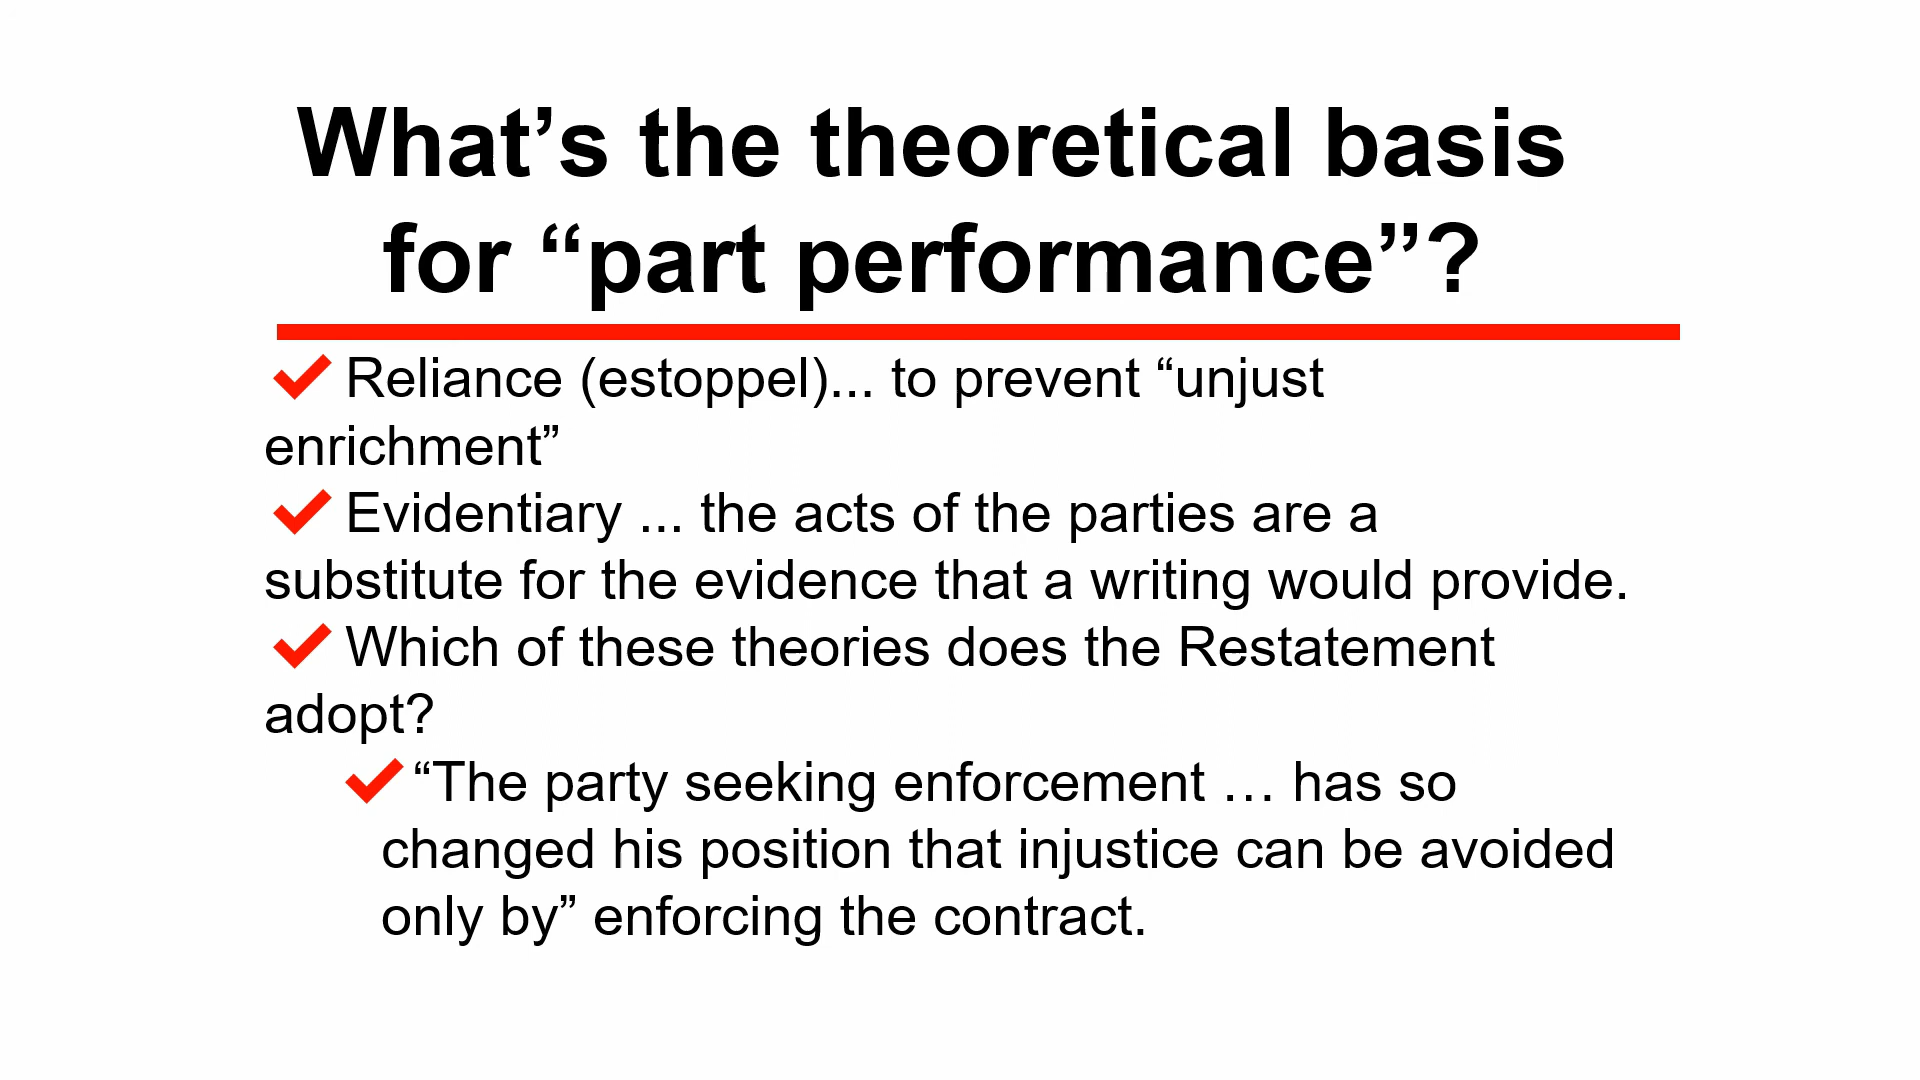 What’s the theoretical basis
for “part performance”?
Reliance (estoppel)... to prevent “unjust
enrichment”
Evidentiary ... the acts of the parties are a
substitute for the evidence that a writing would provide.
Which of these theories does the Restatement
adopt?
“The party seeking enforcement … has so
changed his position that injustice can be avoided
only by” enforcing the contract.